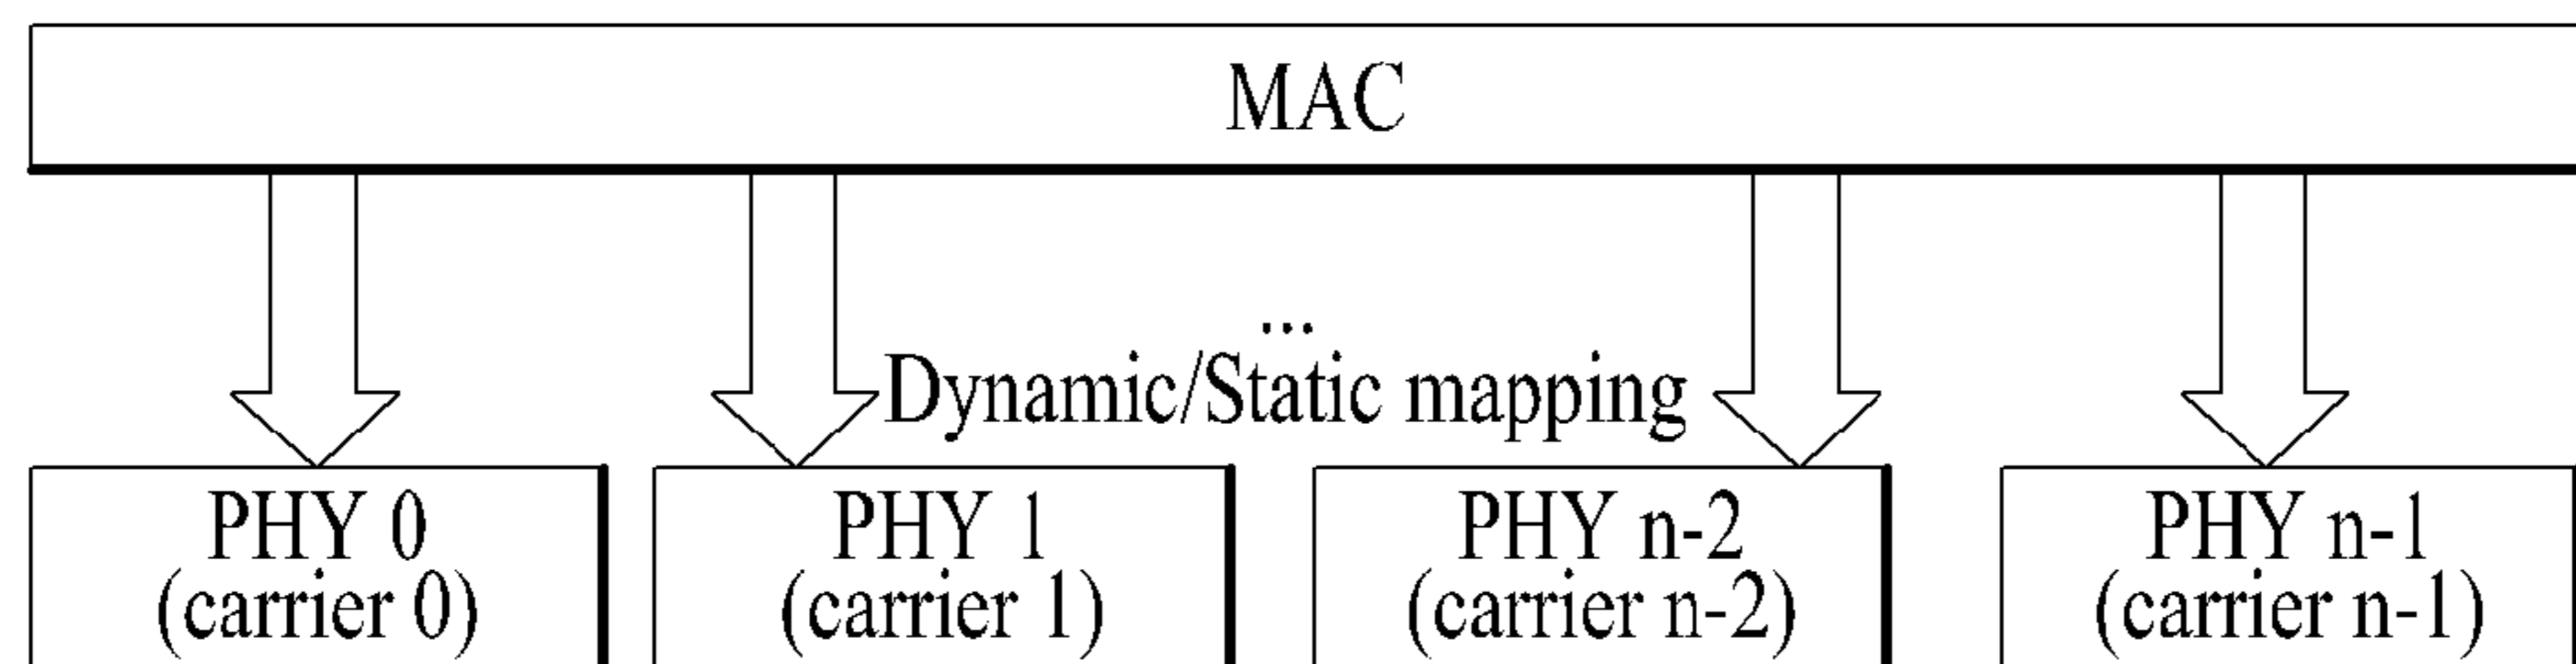 MAC
...
Dynamic/Static mapping
PHY 0
(carrier 0)
PHY 1
(carrier 1)
PHY n-2
(carrier n-2)
PHY n-1
(carrier n-1)